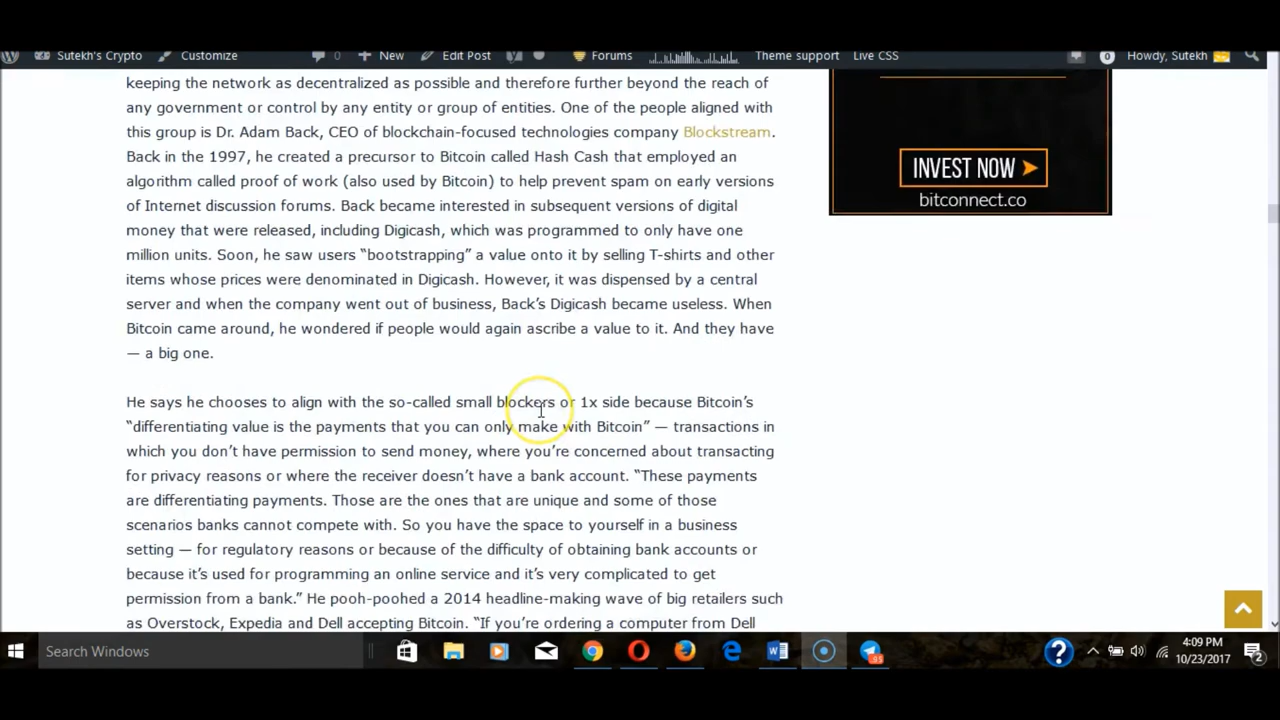 Sutekh's Crypto Customize 0 New Edit Post Forums Theme support Live CSS 0 Howdy, Sutekh
keeping the network as decentralized as possible and therefore further beyond the reach of
any government or control by any entity or group of entities. One of the people aligned with
this group is Dr. Adam Back, CEO of blockchain-focused technologies company Blockstream.
Back in the 1997, he created a precursor to Bitcoin called Hash Cash that employed an
algorithm called proof of work (also used by Bitcoin) to help prevent spam on early versions
of Internet discussion forums. Back became interested in subsequent versions of digital
money that were released, including Digicash, which was programmed to only have one
million units. Soon, he saw users “bootstrapping” a value onto it by selling T-shirts and other
items whose prices were denominated in Digicash. However, it was dispensed by a central
server and when the company went out of business, Back’s Digicash became useless. When
Bitcoin came around, he wondered if people would again ascribe a value to it. And they have
— a big one.
He says he chooses to align with the so-called small blockers or 1x side because Bitcoin’s
“differentiating value is the payments that you can only make with Bitcoin” — transactions in
which you don’t have permission to send money, where you’re concerned about transacting
for privacy reasons or where the receiver doesn’t have a bank account. “These payments
are differentiating payments. Those are the ones that are unique and some of those
scenarios banks cannot compete with. So you have the space to yourself in a business
setting — for regulatory reasons or because of the difficulty of obtaining bank accounts or
because it’s used for programming an online service and it’s very complicated to get
permission from a bank.” He pooh-poohed a 2014 headline-making wave of big retailers such
as Overstock, Expedia and Dell accepting Bitcoin. “If you’re ordering a computer from Dell
INVEST NOW
bitconnect.co
Search Windows
4:09 PM
10/23/2017
2